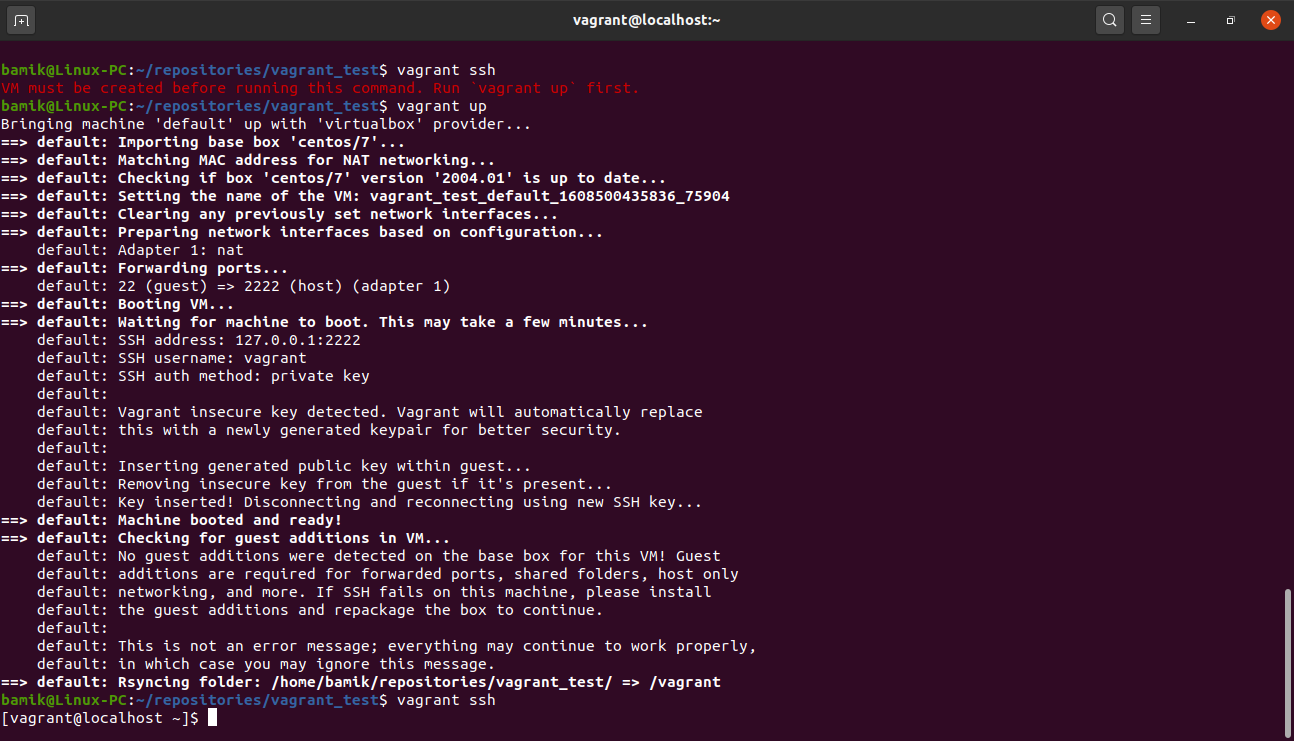 vagrant@localhost:~
bamik@Linux-PC:~/repositories/vagrant_test$ vagrant ssh
VM must be created before running this command. Run `vagrant up` first.
bamik@Linux-PC:~/repositories/vagrant_test$ vagrant up
Bringing machine 'default' up with 'virtualbox' provider...
==> default: Importing base box 'centos/7'...
==> default: Matching MAC address for NAT networking...
==> default: Checking if box 'centos/7' version '2004.01' is up to date...
==> default: Setting the name of the VM: vagrant_test_default_1608500435836_75904
==> default: Clearing any previously set network interfaces...
==> default: Preparing network interfaces based on configuration...
    default: Adapter 1: nat
==> default: Forwarding ports...
    default: 22 (guest) => 2222 (host) (adapter 1)
==> default: Booting VM...
==> default: Waiting for machine to boot. This may take a few minutes...
    default: SSH address: 127.0.0.1:2222
    default: SSH username: vagrant
    default: SSH auth method: private key
    default:
    default: Vagrant insecure key detected. Vagrant will automatically replace
    default: this with a newly generated keypair for better security.
    default:
    default: Inserting generated public key within guest...
    default: Removing insecure key from the guest if it's present...
    default: Key inserted! Disconnecting and reconnecting using new SSH key...
==> default: Machine booted and ready!
==> default: Checking for guest additions in VM...
    default: No guest additions were detected on the base box for this VM! Guest
    default: additions are required for forwarded ports, shared folders, host only
    default: networking, and more. If SSH fails on this machine, please install
    default: the guest additions and repackage the box to continue.
    default:
    default: This is not an error message; everything may continue to work properly,
    default: in which case you may ignore this message.
==> default: Rsyncing folder: /home/bamik/repositories/vagrant_test/ => /vagrant
bamik@Linux-PC:~/repositories/vagrant_test$ vagrant ssh
[vagrant@localhost ~]$